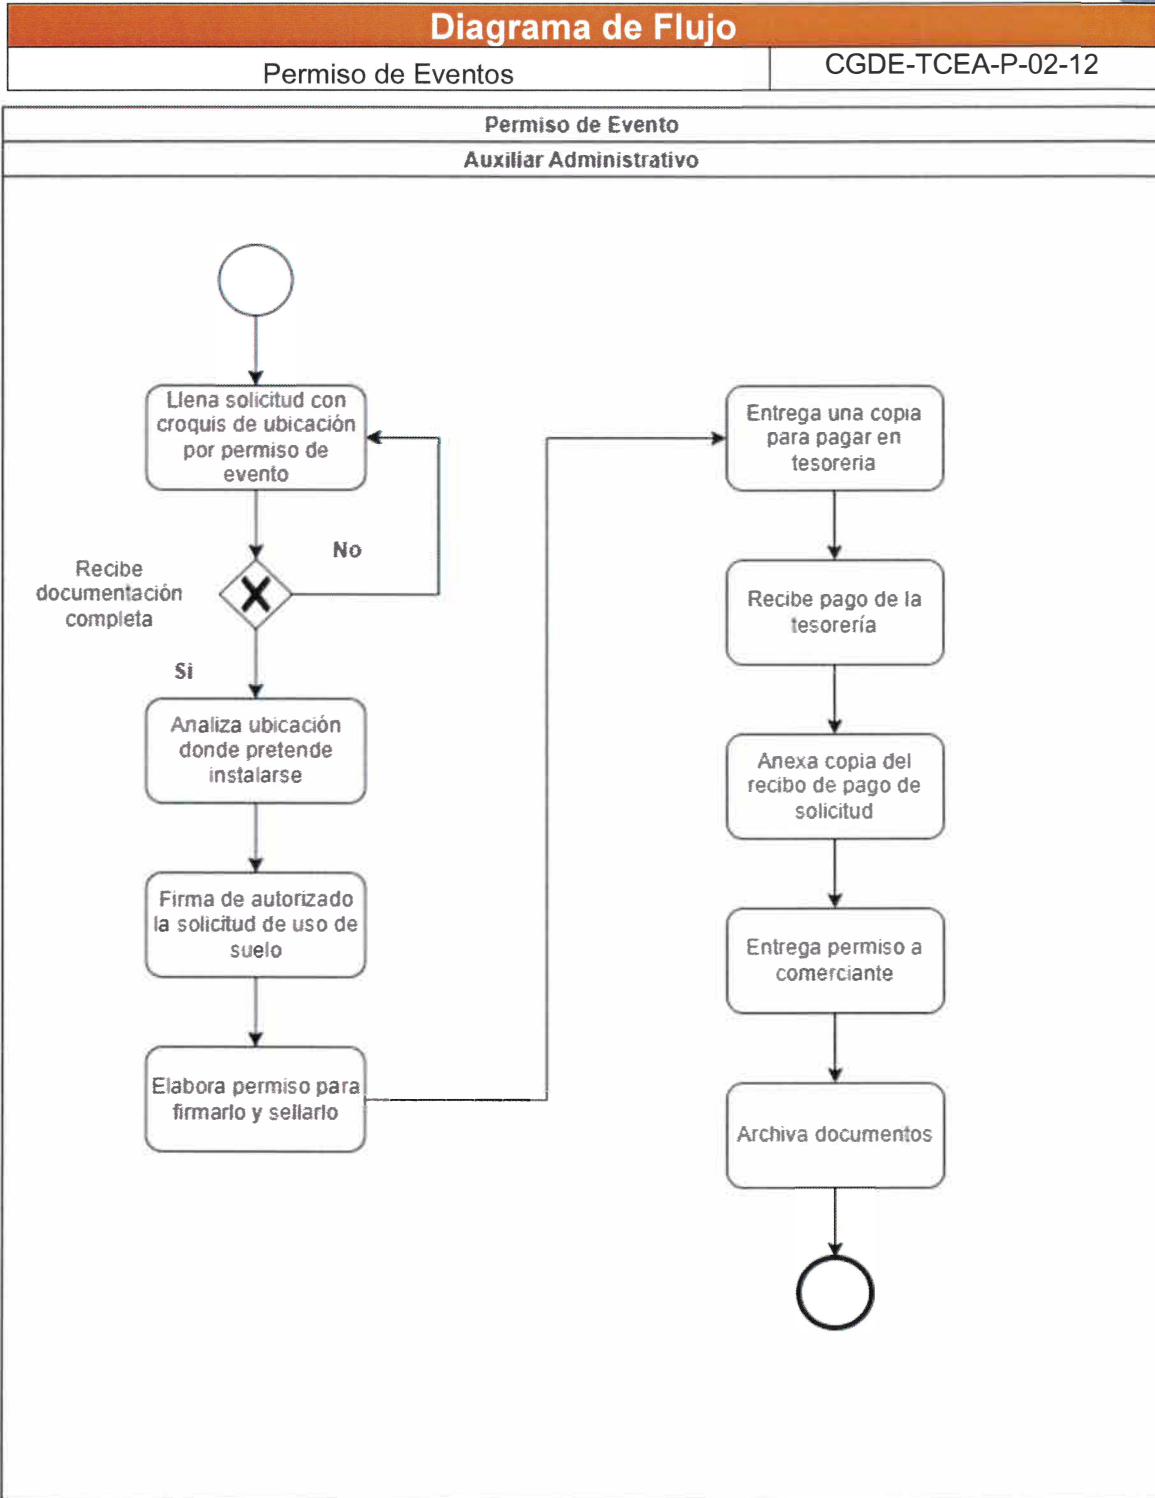 Diagrama de Flujo
Permiso de Eventos
CGDE-TCEA-P-02-12
Permiso de Evento
Auxiliar Administrativo
Llena solicitud con
croquis de ubicación
por permiso de
evento
No
Recibe
documentación
completa
Si
Analiza ubicación
donde pretende
instalarse
Firma de autorizado
la solicitud de uso de
suelo
Elabora permiso para
firmarlo y sellarlo
Entrega una copia
para pagar en
tesoreria
Recibe pago de la
tesorería
Anexa copia del
recibo de pago de
solicitud
Entrega permiso a
comerciante
Archiva documentos